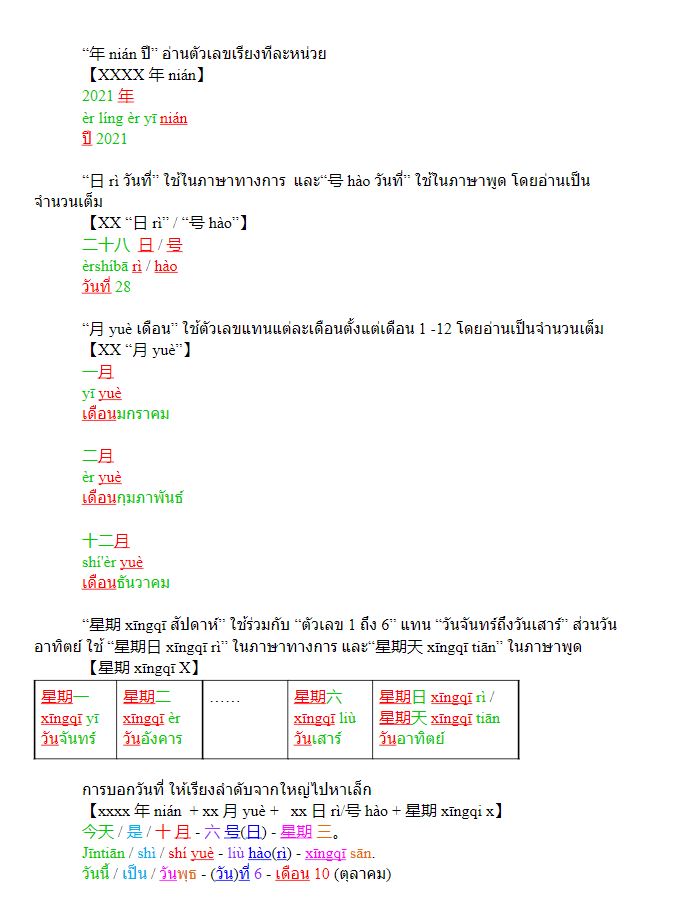 “年 nián ปี” อ่านตัวเลขเรียงทีละหน่วย
【XXXX 年 nián】
2021 年
èr líng èr yī nián
ปี 2021
“日 rì วันที่” ใช้ในภาษาทางการ และ“号 hào วันที่” ใช้ในภาษาพูด โดยอ่านเป็น
จำนวนเต็ม
【XX “日 rì” / “号 hào”】
二十八 日 / 号
èrshíbā rì / hào
วันที่ 28
“月 yuè เดือน” ใช้ตัวเลขแทนแต่ละเดือนตั้งแต่เดือน 1 -12 โดยอ่านเป็นจำนวนเต็ม
【XX “月 yuè”】
一月
yī yuè
เดือนมกราคม
二月
èr yuè
เดือนกุมภาพันธ์
十二月
shí'èr yuè
เดือนธันวาคม
“星期 xīngqī สัปดาห์” ใช้ร่วมกับ “ตัวเลข 1 ถึง 6” แทน “วันจันทร์ถึงวันเสาร์” ส่วนวัน
อาทิตย์ ใช้ “星期日 xīngqī rì” ในภาษาทางการ และ“星期天 xīngqī tiān” ในภาษาพูด
【星期 xīngqī X】
星期一 星期二 …… 星期六 星期日 xīngqī rì /
xīngqī yī xīngqī èr xīngqī liù 星期天 xīngqī tiān
วันจันทร์ วันอังคาร วันเสาร์ วันอาทิตย์
การบอกวันที่ ให้เรียงลำดับจากใหญ่ไปหาเล็ก
【xxxx 年 nián + xx 月 yuè + xx 日 rì/号 hào + 星期 xīngqi x】
今天 / 是 / 十 月 - 六 号(日) - 星期 三。
Jīntiān / shì / shí yuè - liù hào(rì) - xīngqī sān.
วันนี้ / เป็น / วันพุธ - (วัน)ที่ 6 - เดือน 10 (ตุลาคม)